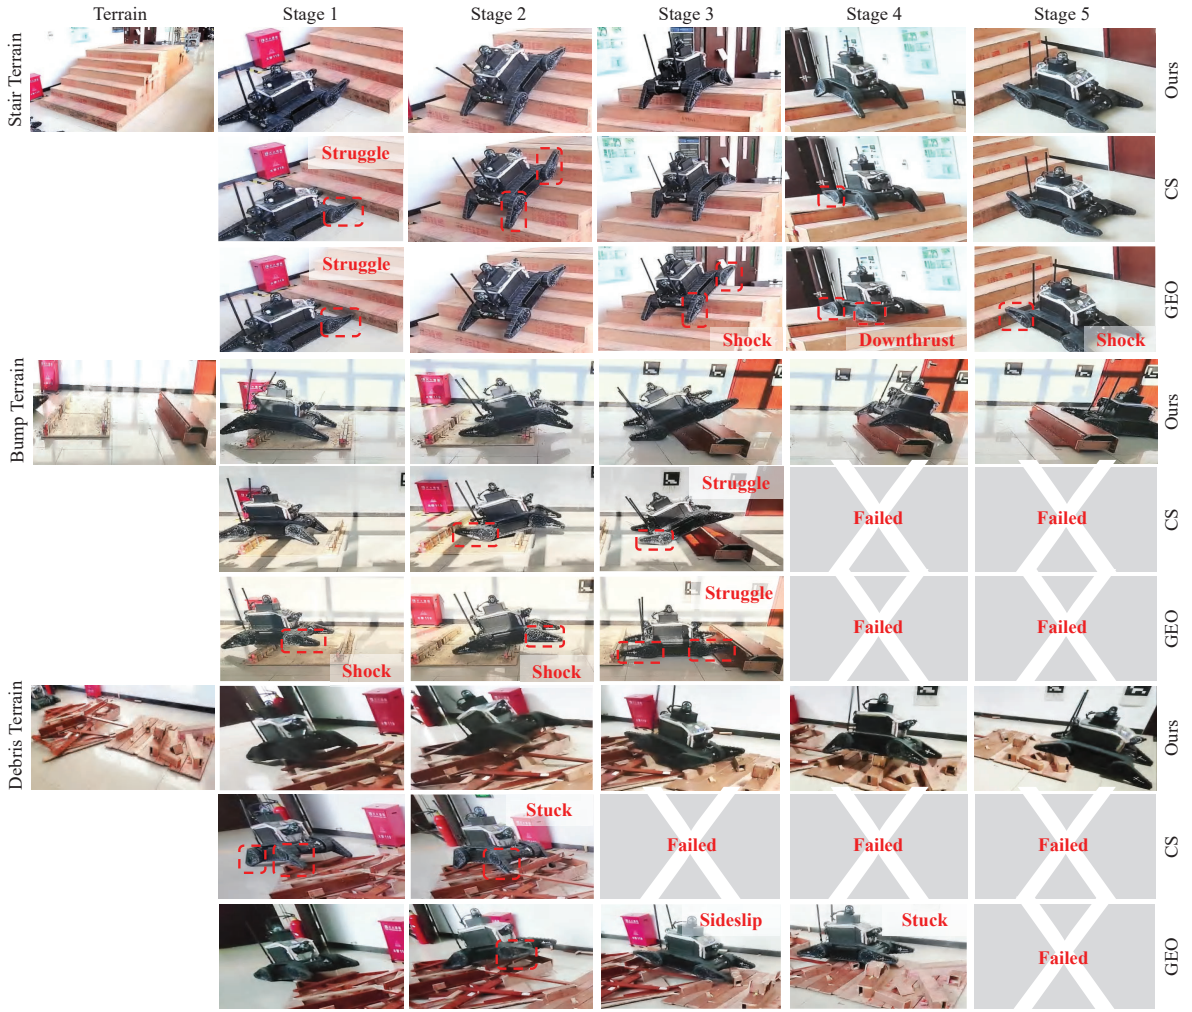 Terrain
Stage 1
Stage 2
Stage 3
Stage 4
Stage 5
Stair Terrain
Ours
Struggle
CS
Struggle
Shock
Downthrust
Shock
GEO
Bump Terrain
Ours
Struggle
Failed
Failed
CS
Shock
Shock
Struggle
Failed
Failed
GEO
Debris Terrain
Ours
Stuck
Failed
Failed
Failed
CS
Sideslip
Stuck
Failed
GEO